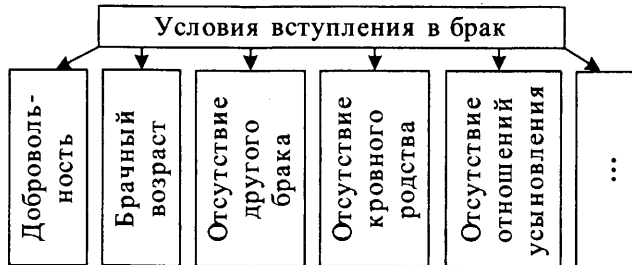 Условия вступления в брак
Доброволь-
ность
Брачный
возраст
Отсутствие
другого
брака
Отсутствие
кровного
родства
Отсутствие
отношений
усыновления
...